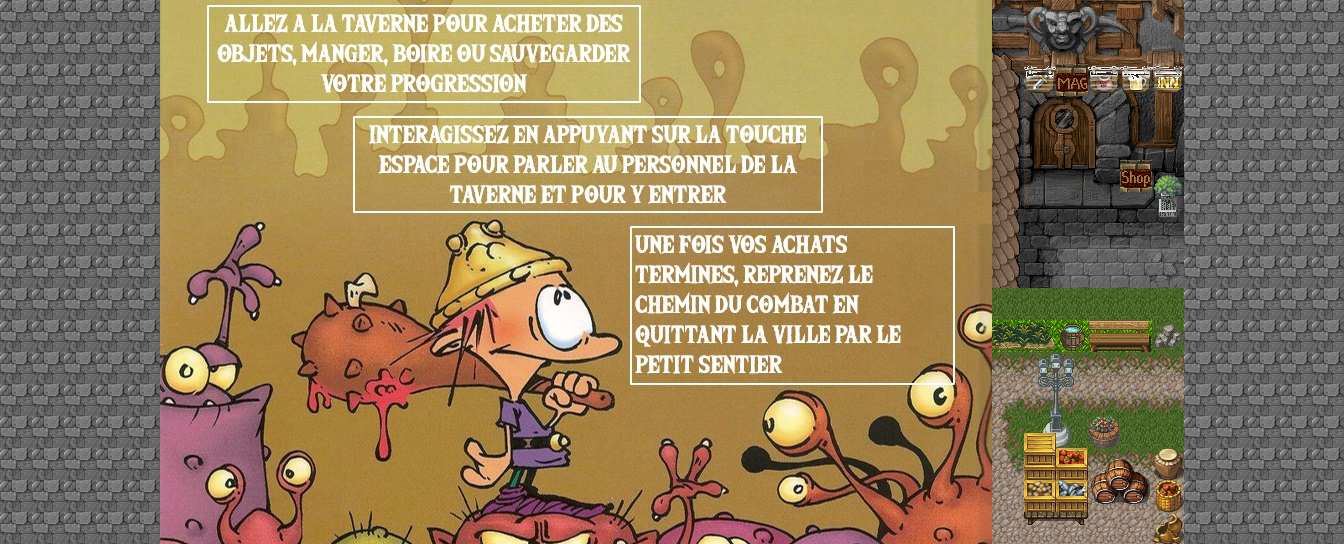 ALLEZ A LA TAVERNE POUR ACHETER DES
OBJETS, MANGER, BOIRE OU SAUVEGARDER
VOTRE PROGRESSION
INTERAGISSEZ EN APPUYANT SUR LA TOUCHE
ESPACE POUR PARLER AU PERSONNEL DE LA
TAVERNE ET POUR Y ENTRER
UNE FOIS VOS ACHATS
TERMINES, REPRENEZ LE
CHEMIN DU COMBAT EN
QUITTANT LA VILLE PAR LE
PETIT SENTIER
MAG
INN
Shop